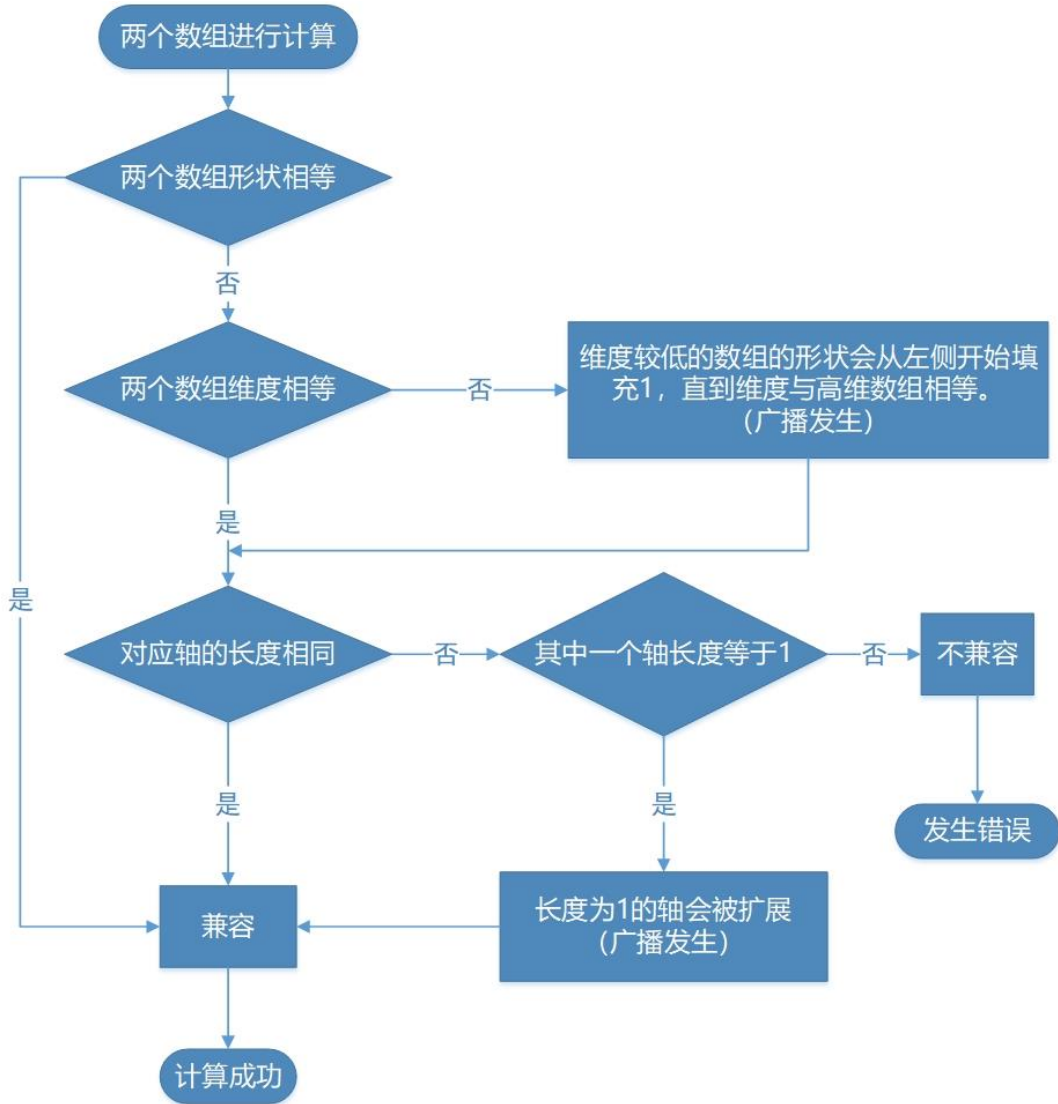 两个数组进行计算
两个数组形状相等
否
两个数组维度相等
否
维度较低的数组的形状会从左侧开始填
充1，直到维度与高维数组相等。
（广播发生）
是
是
对应轴的长度相同
否
其中一个轴长度等于1
否
不兼容
是
是
发生错误
兼容
长度为1的轴会被扩展
（广播发生）
计算成功